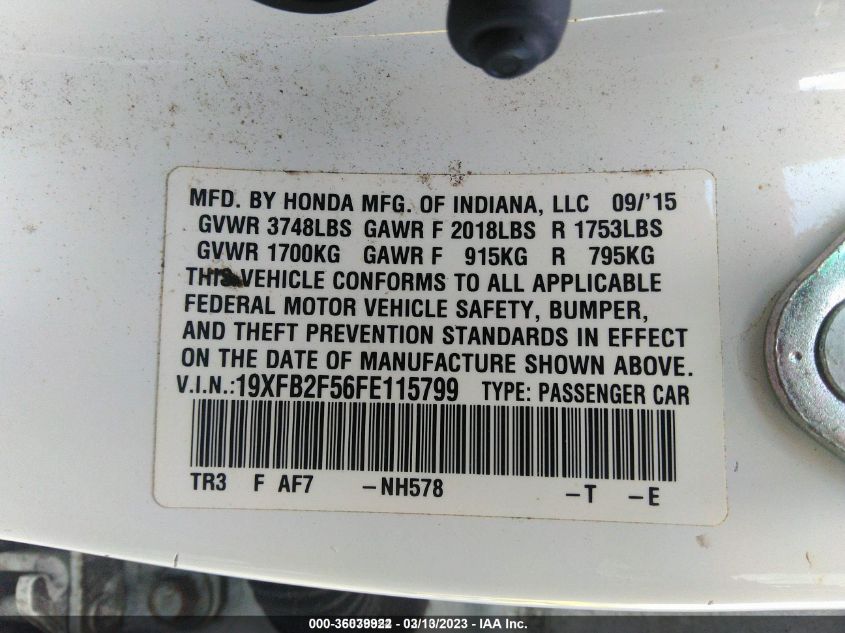 MFD. BY HONDA MFG. OF INDIANA, LLC 09/'15
GVWR 3748LBS GAWR F 2018LBS R 1753LBS
GVWR 1700KG GAWR F 915KG R 795KG
THIS VEHICLE CONFORMS TO ALL APPLICABLE
FEDERAL MOTOR VEHICLE SAFETY, BUMPER,
AND THEFT PREVENTION STANDARDS IN EFFECT
ON THE DATE OF MANUFACTURE SHOWN ABOVE.
V.I.N.:19XFB2F56FE115799 TYPE: PASSENGER CAR
TR3 F AF7 -NH578 -T -E
000-36039922 - 03/13/2023 - IAA Inc.